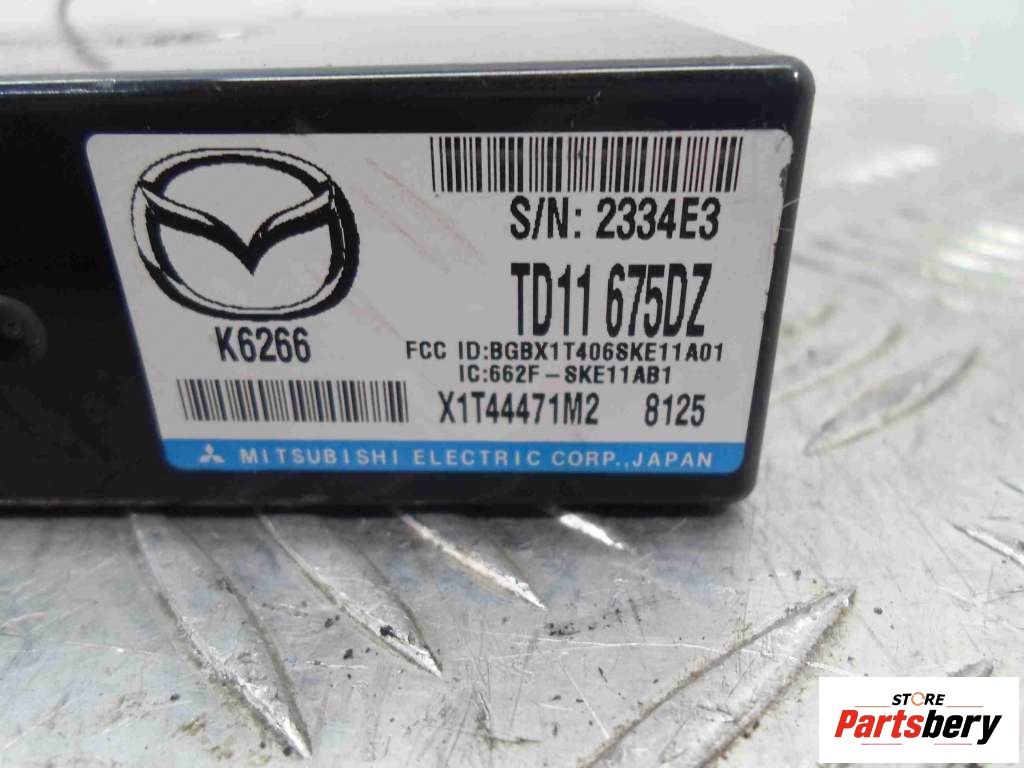 S/N: 2334E3
TD11 675DZ
K6266
FCC ID:BGBX1T406SKE11A01
IC:662F-SKE11AB1
X1T44471M2 8125
MITSUBISHI ELECTRIC CORP.,JAPAN
STORE
Partsbery